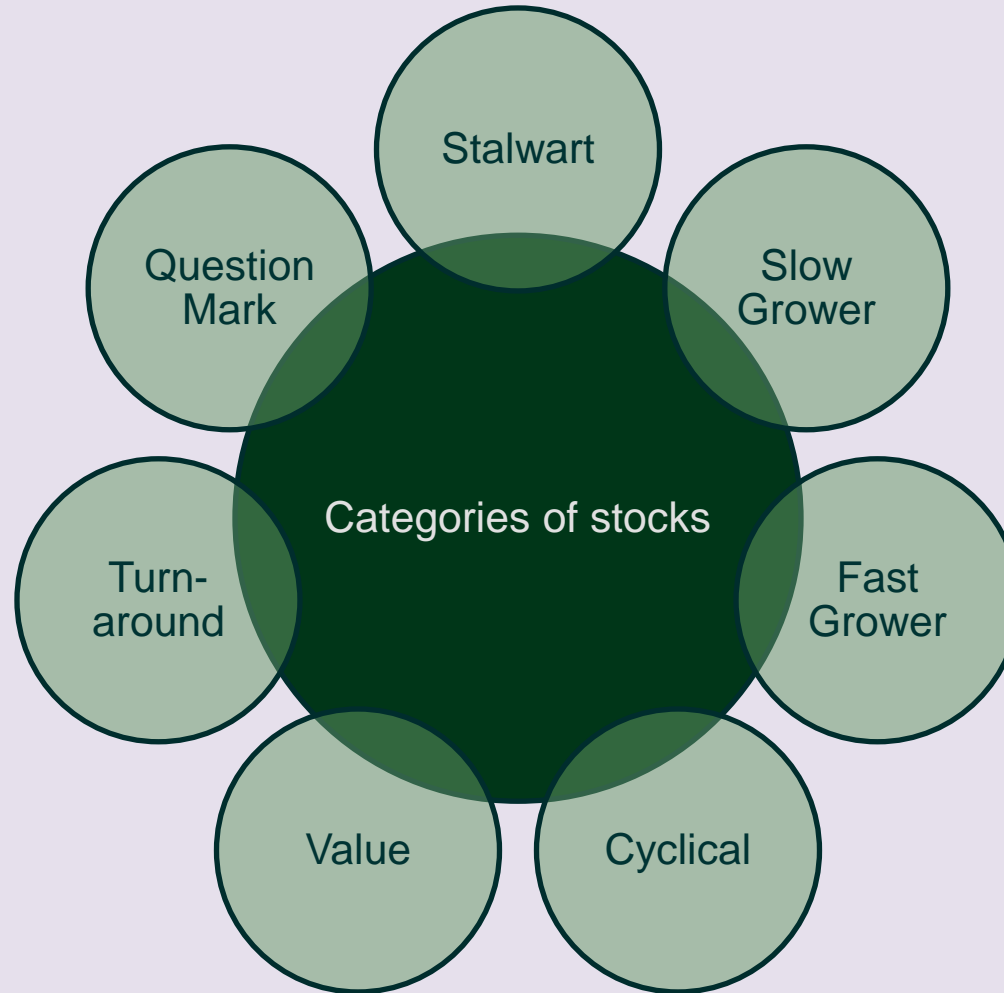 Stalwart
Slow
Grower
Fast
Grower
Cyclical
Value
Turn-
around
Question
Mark
Categories of stocks